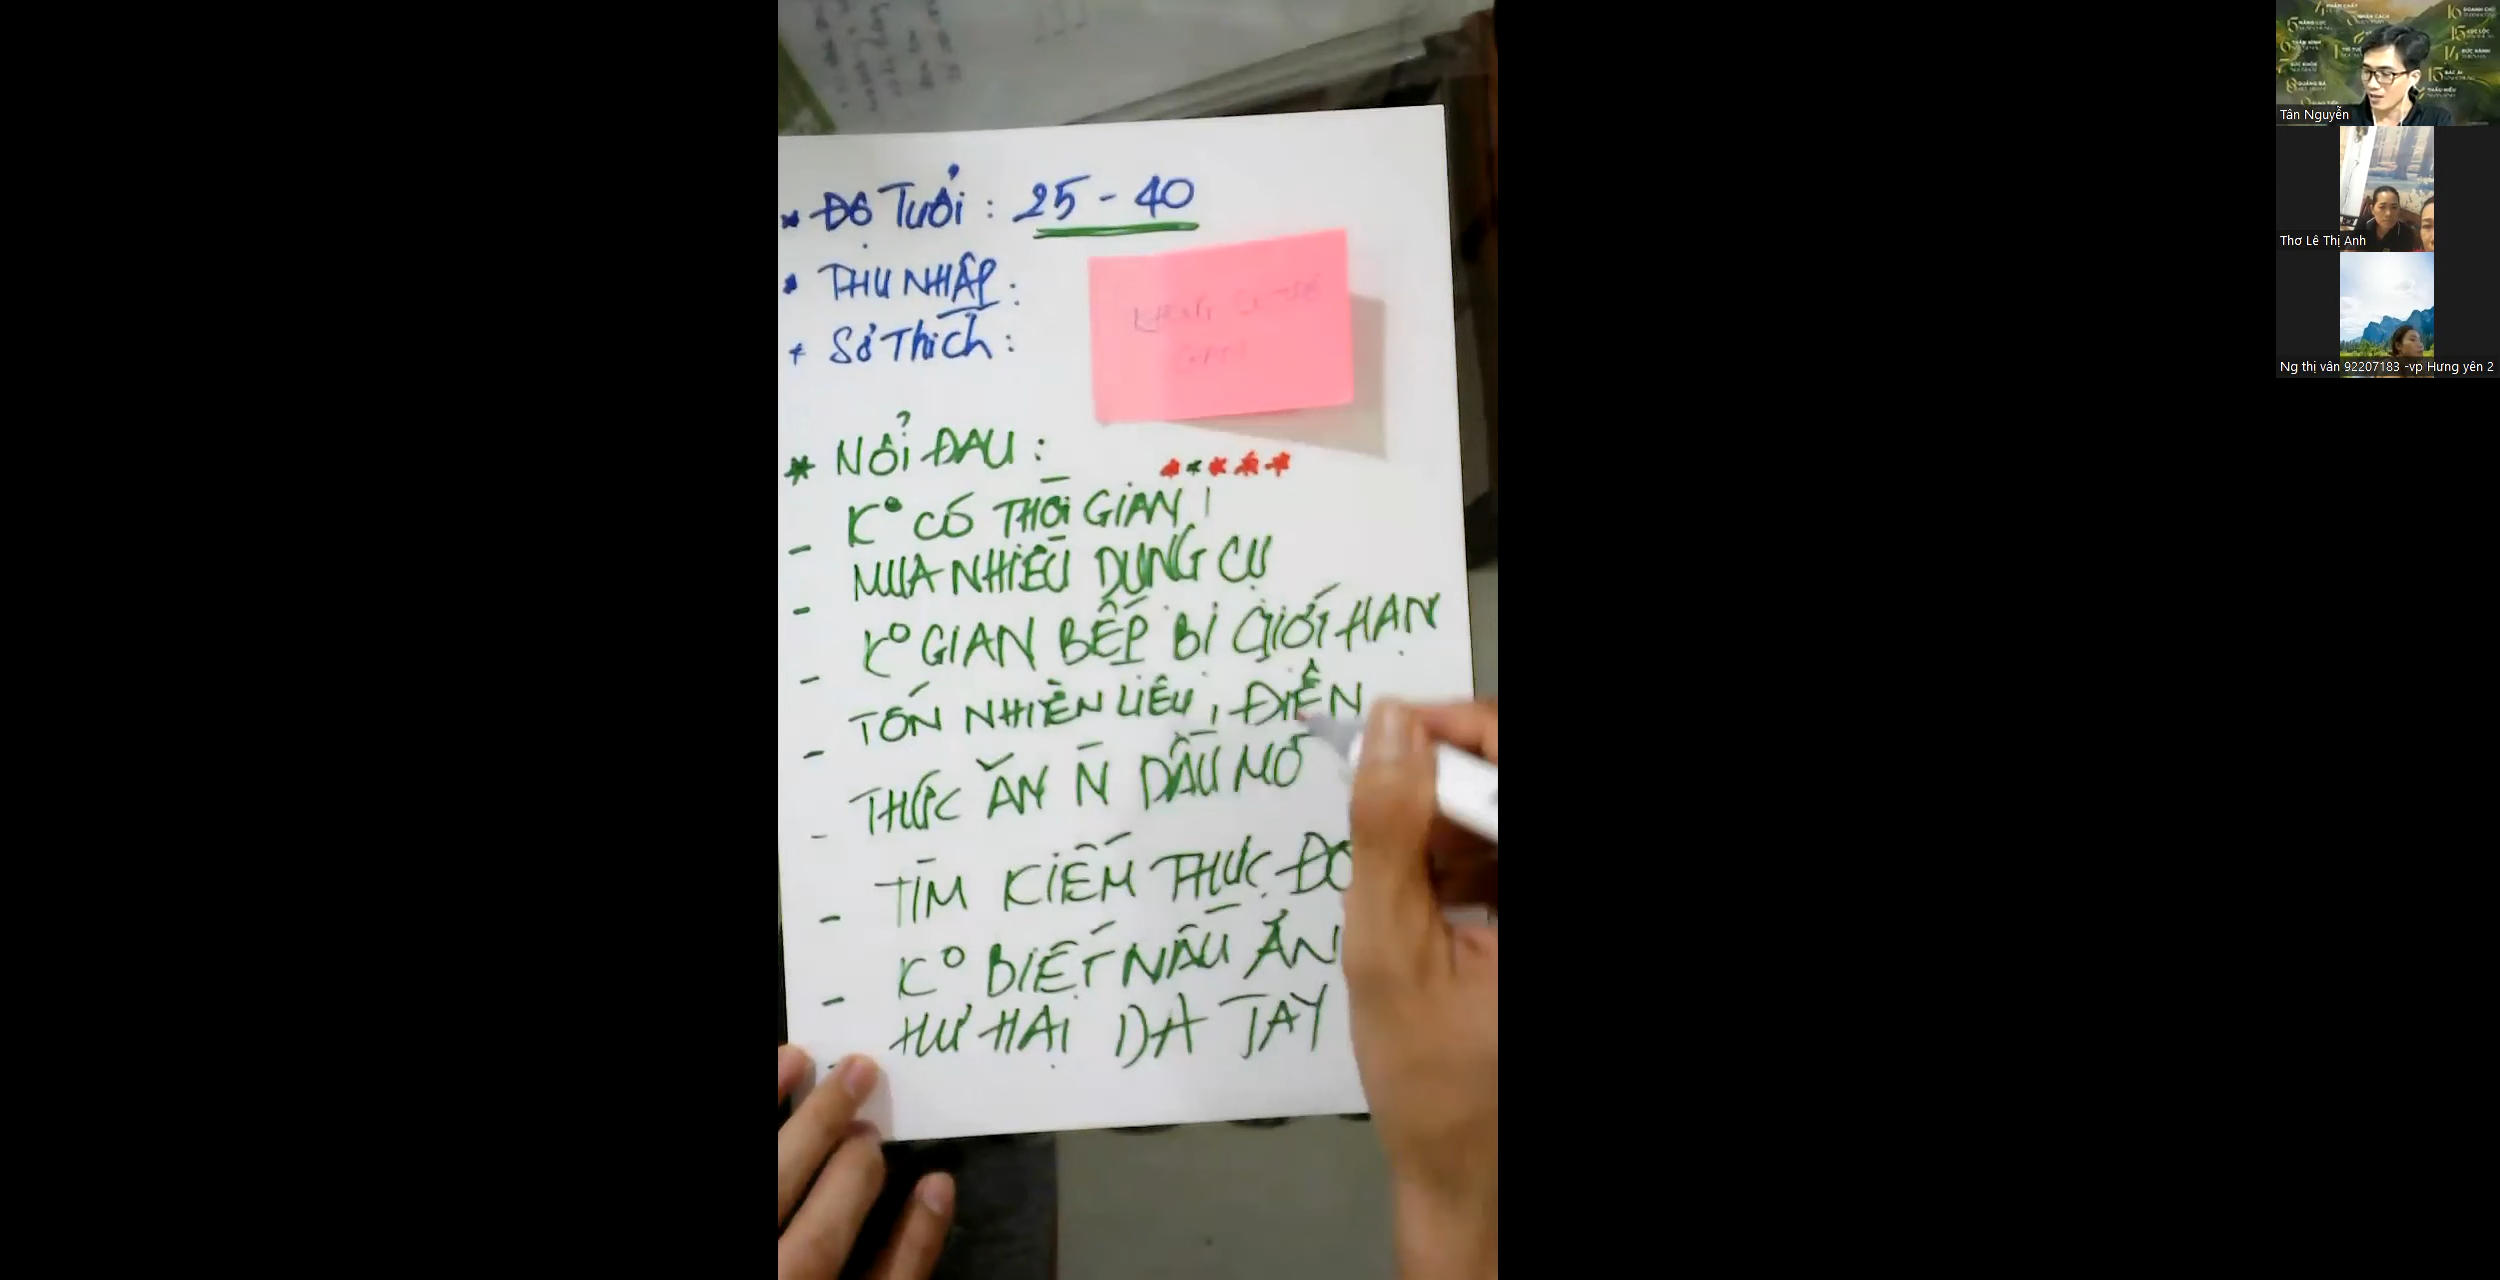 * ĐỘ TUỔI : 25 - 40
* THU NHẬP :
+ SỞ Thích :
* NỔI ĐAU :
- K° CÓ THỜI GIAN
- MUA NHIỀU DỤNG CỤ
- K° GIAN BẾP BỊ GIỚI HẠN
- TỐN NHIÊN LIỆU, ĐIỆN
- THỨC ĂN N̄ DẦU MỠ
- TÌM KIẾM THỰC ĐƠ
- K° BIẾT NẤU ĂN
- HƯ HẠI DA TAY
Tân Nguyễn
Thơ Lê Thị Anh
Ng thị vân 92207183 -vp Hưng yên 2